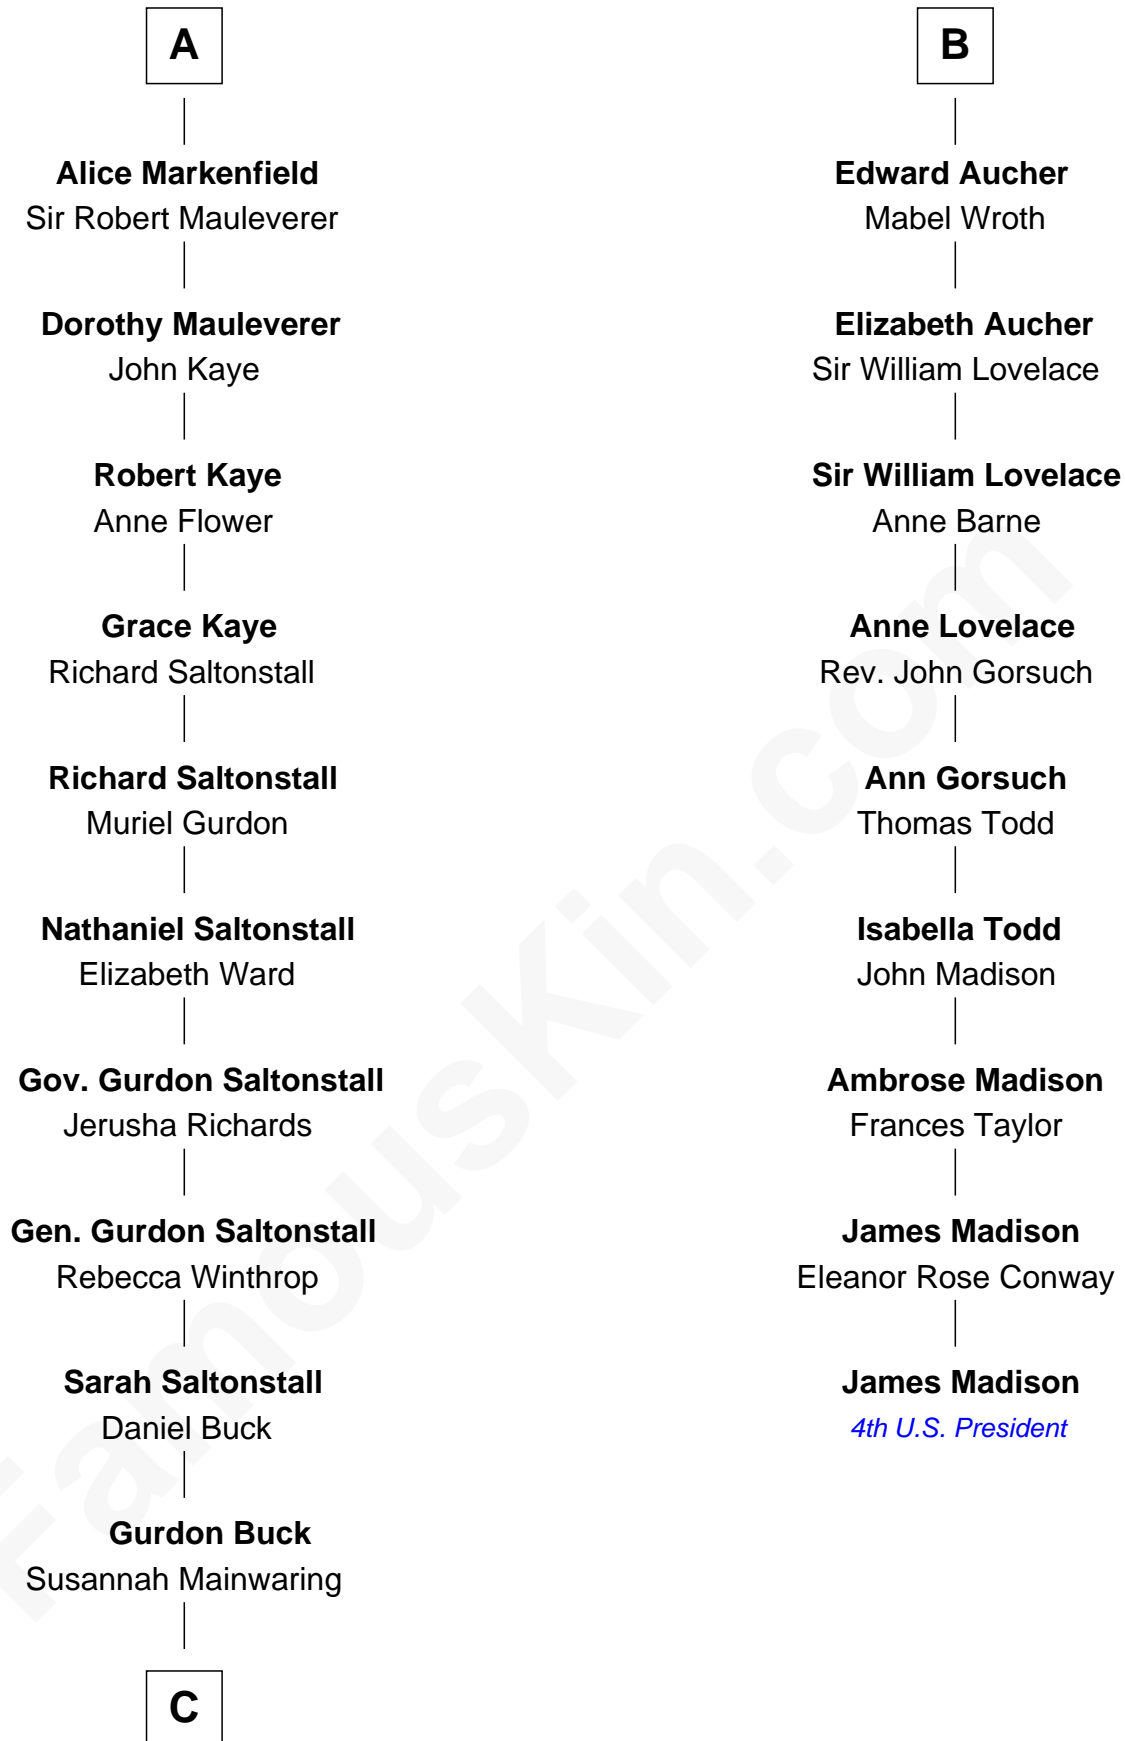 A
Alice Markenfield
Sir Robert Mauleverer
Dorothy Mauleverer
John Kaye
Robert Kaye
Anne Flower
Grace Kaye
Richard Saltonstall
Richard Saltonstall
Muriel Gurdon
Nathaniel Saltonstall
Elizabeth Ward
Gov. Gurdon Saltonstall
Jerusha Richards
Gen. Gurdon Saltonstall
Rebecca Winthrop
Sarah Saltonstall
Daniel Buck
Gurdon Buck
Susannah Mainwaring
C
B
Edward Aucher
Mabel Wroth
Elizabeth Aucher
Sir William Lovelace
Sir William Lovelace
Anne Barne
Anne Lovelace
Rev. John Gorsuch
Ann Gorsuch
Thomas Todd
Isabella Todd
John Madison
Ambrose Madison
Frances Taylor
James Madison
Eleanor Rose Conway
James Madison
4th U.S. President
FamousKin.com